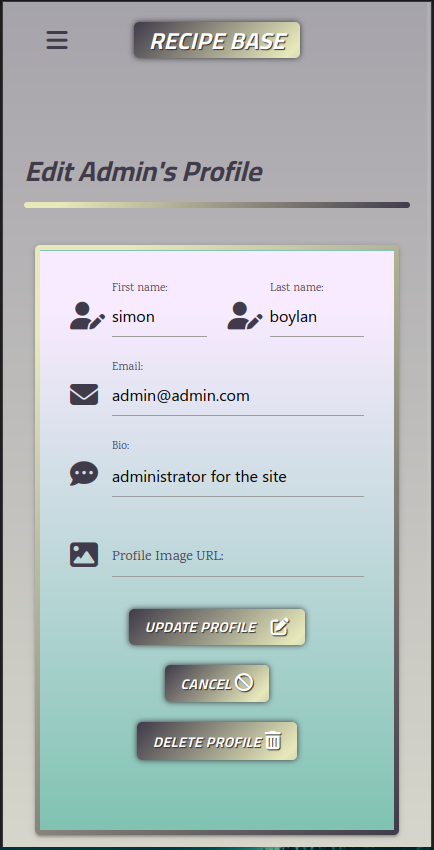 RECIPE BASE
Edit Admin's Profile
First name: Last name:
simon boylan
Email:
admin@admin.com
Bio:
administrator for the site
Profile Image URL:
UPDATE PROFILE
CANCEL
DELETE PROFILE